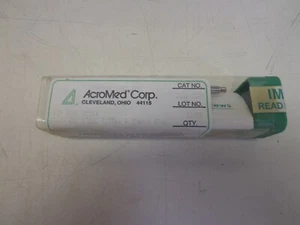 AcroMed® Corp.
CLEVELAND, OHIO 44115
CAT NO.
LOT NO.
QTY.
IM
READ